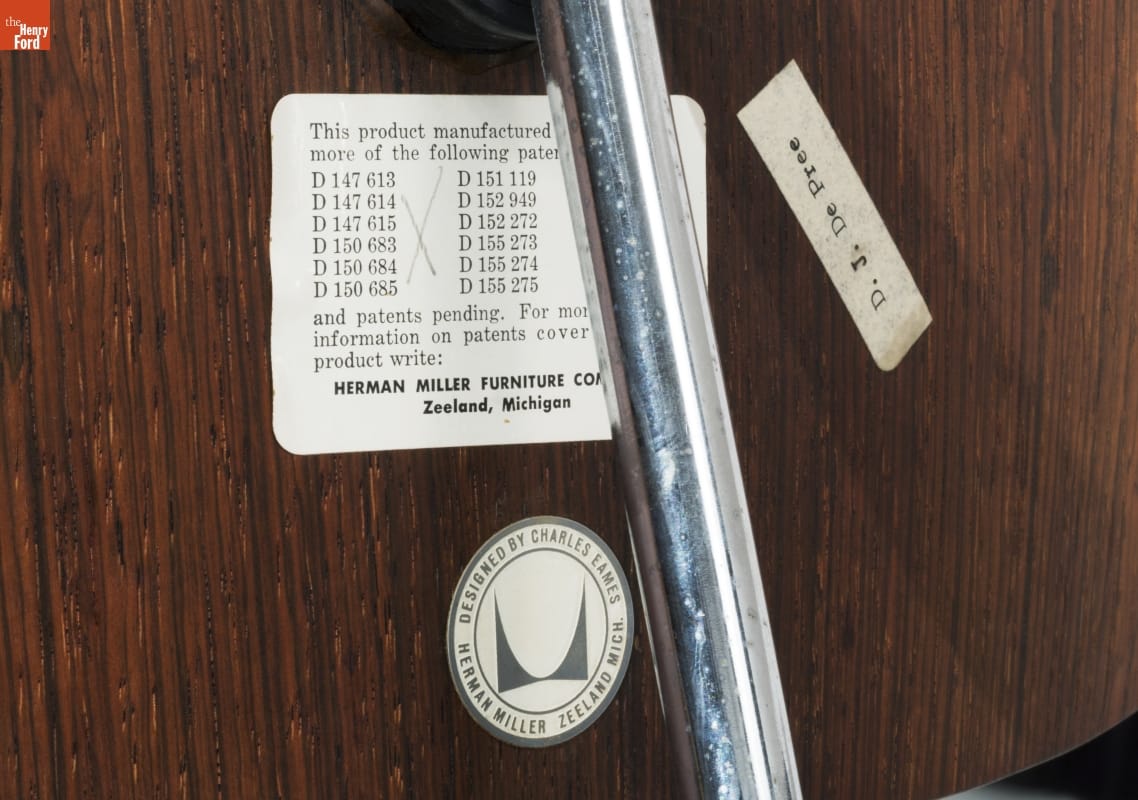 the
Henry
Ford
This product manufactured
more of the following paten
D 147 613
D 147 614
D 147 615
D 150 683
D 150 684
D 150 685
D 151 119
D 152 949
D 152 272
D 155 273
D 155 274
D 155 275
and patents pending. For mor
information on patents cover
product write:
HERMAN MILLER FURNITURE COM
Zeeland, Michigan
D. J. De Pree
DESIGNED BY CHARLES EAMES
HERMAN MILLER ZEELAND MICH.